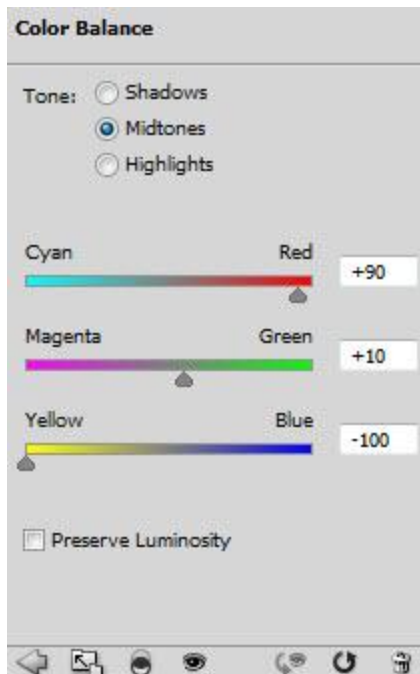 Color Balance
Tone: Shadows
Midtones
Highlights
Cyan Red +90
Magenta Green +10
Yellow Blue -100
Preserve Luminosity